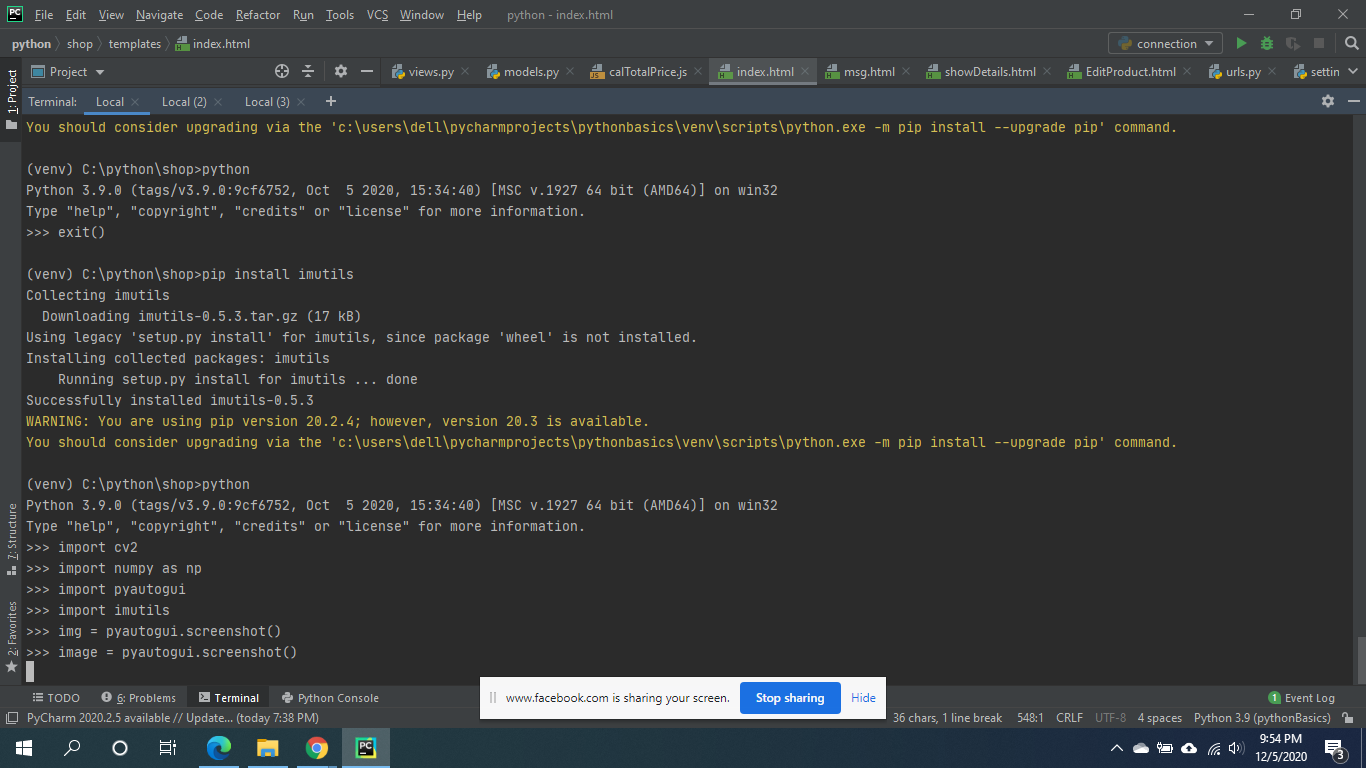 PC File Edit View Navigate Code Refactor Run Tools VCS Window Help python - index.html
python shop templates index.html connection
Project views.py models.py calTotalPrice.js index.html msg.html showDetails.html EditProduct.html urls.py settin
Terminal: Local Local (2) Local (3) +
You should consider upgrading via the 'c:\users\dell\pycharmprojects\pythonbasics\venv\scripts\python.exe -m pip install --upgrade pip' command.
(venv) C:\python\shop>python
Python 3.9.0 (tags/v3.9.0:9cf6752, Oct  5 2020, 15:34:40) [MSC v.1927 64 bit (AMD64)] on win32
Type "help", "copyright", "credits" or "license" for more information.
>>> exit()
(venv) C:\python\shop>pip install imutils
Collecting imutils
  Downloading imutils-0.5.3.tar.gz (17 kB)
Using legacy 'setup.py install' for imutils, since package 'wheel' is not installed.
Installing collected packages: imutils
    Running setup.py install for imutils ... done
Successfully installed imutils-0.5.3
WARNING: You are using pip version 20.2.4; however, version 20.3 is available.
You should consider upgrading via the 'c:\users\dell\pycharmprojects\pythonbasics\venv\scripts\python.exe -m pip install --upgrade pip' command.
(venv) C:\python\shop>python
Python 3.9.0 (tags/v3.9.0:9cf6752, Oct  5 2020, 15:34:40) [MSC v.1927 64 bit (AMD64)] on win32
Type "help", "copyright", "credits" or "license" for more information.
>>> import cv2
>>> import numpy as np
>>> import pyautogui
>>> import imutils
>>> img = pyautogui.screenshot()
>>> image = pyautogui.screenshot()
1: Project
7: Structure
2: Favorites
www.facebook.com is sharing your screen. Stop sharing Hide
TODO 6: Problems Terminal Python Console 1 Event Log
PyCharm 2020.2.5 available // Update... (today 7:38 PM) 36 chars, 1 line break 548:1 CRLF UTF-8 4 spaces Python 3.9 (pythonBasics)
PC 9:54 PM
12/5/2020 3